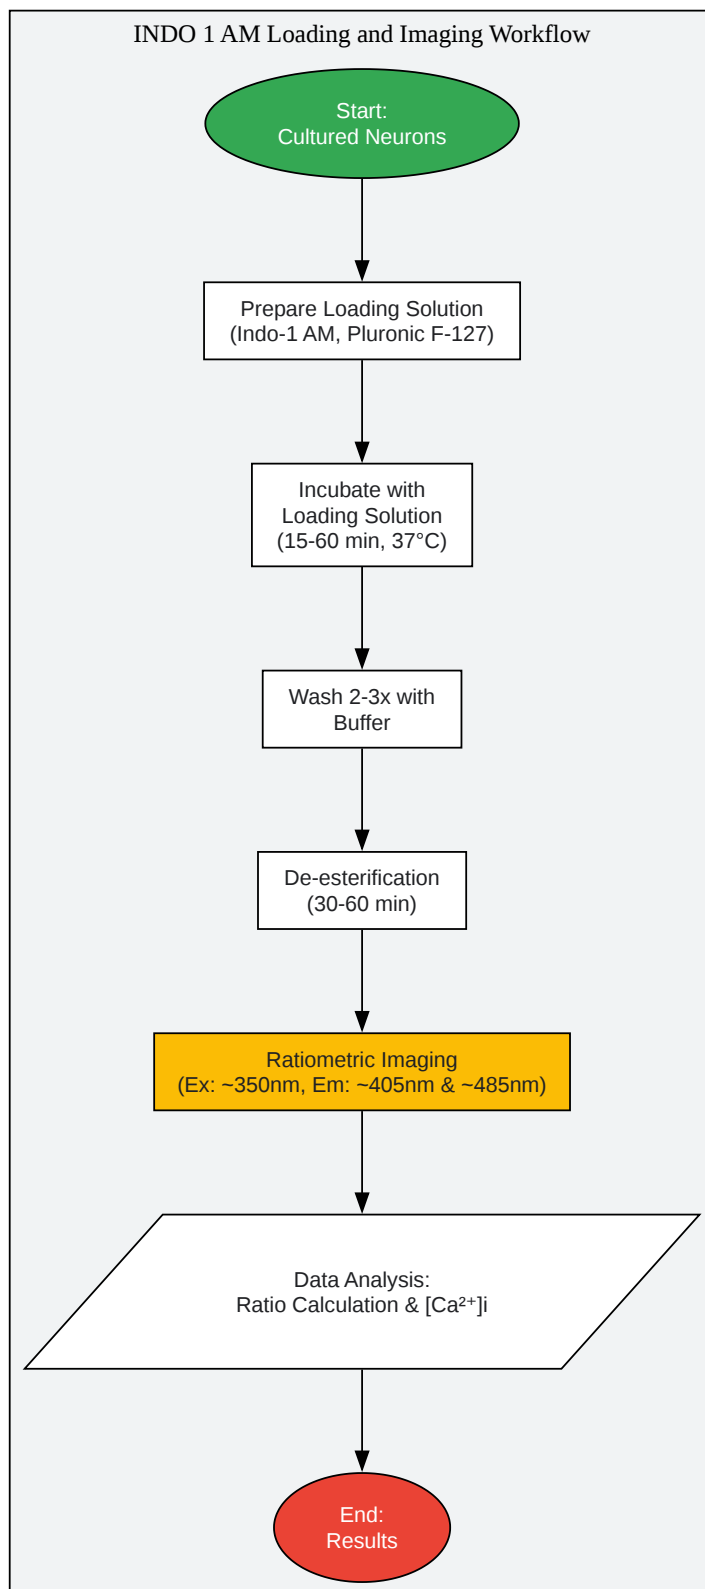 INDO 1 AM Loading and Imaging Workflow
Start:
Cultured Neurons
Prepare Loading Solution
(Indo-1 AM, Pluronic F-127)
Incubate with
Loading Solution
(15-60 min, 37°C)
Wash 2-3x with
Buffer
De-esterification
(30-60 min)
Ratiometric Imaging
(Ex: ~350nm, Em: ~405nm & ~485nm)
Data Analysis:
Ratio Calculation & [Ca²⁺]i
End:
Results